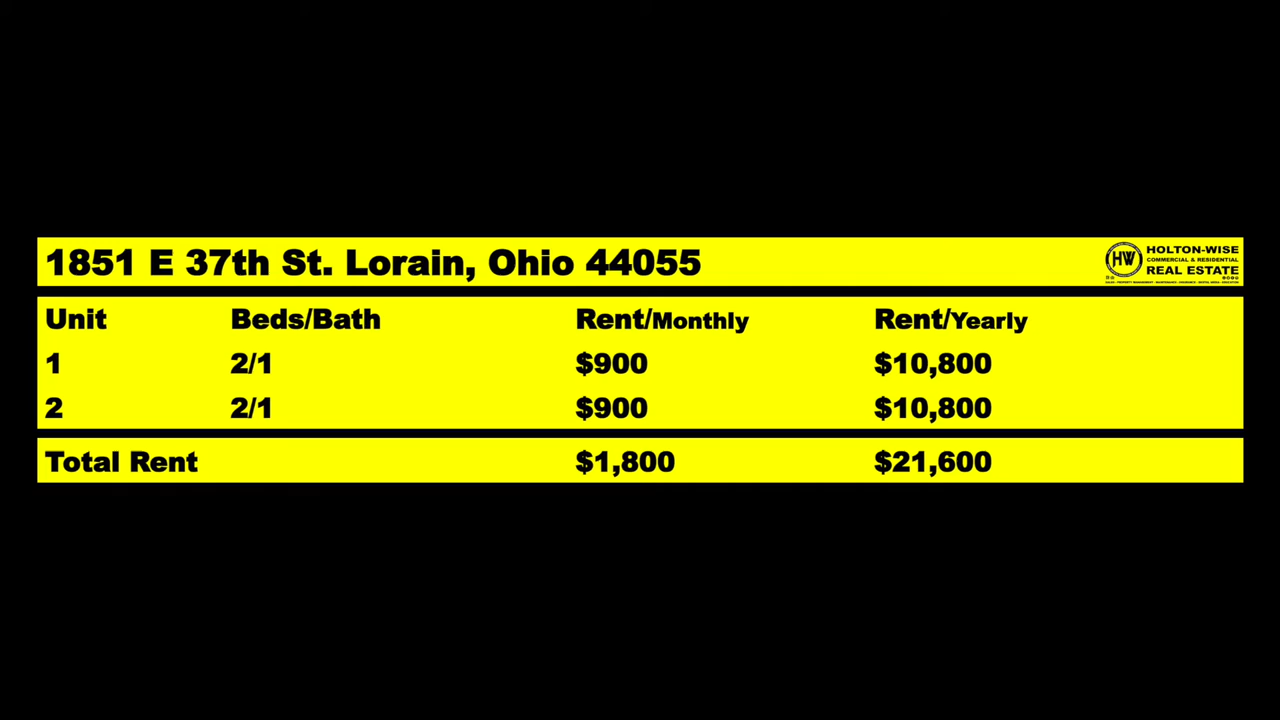 1851 E 37th St. Lorain, Ohio 44055
HW
HOLTON-WISE
COMMERCIAL & RESIDENTIAL
REAL ESTATE
Unit Beds/Bath Rent/Monthly Rent/Yearly
1 2/1 $900 $10,800
2 2/1 $900 $10,800
Total Rent $1,800 $21,600